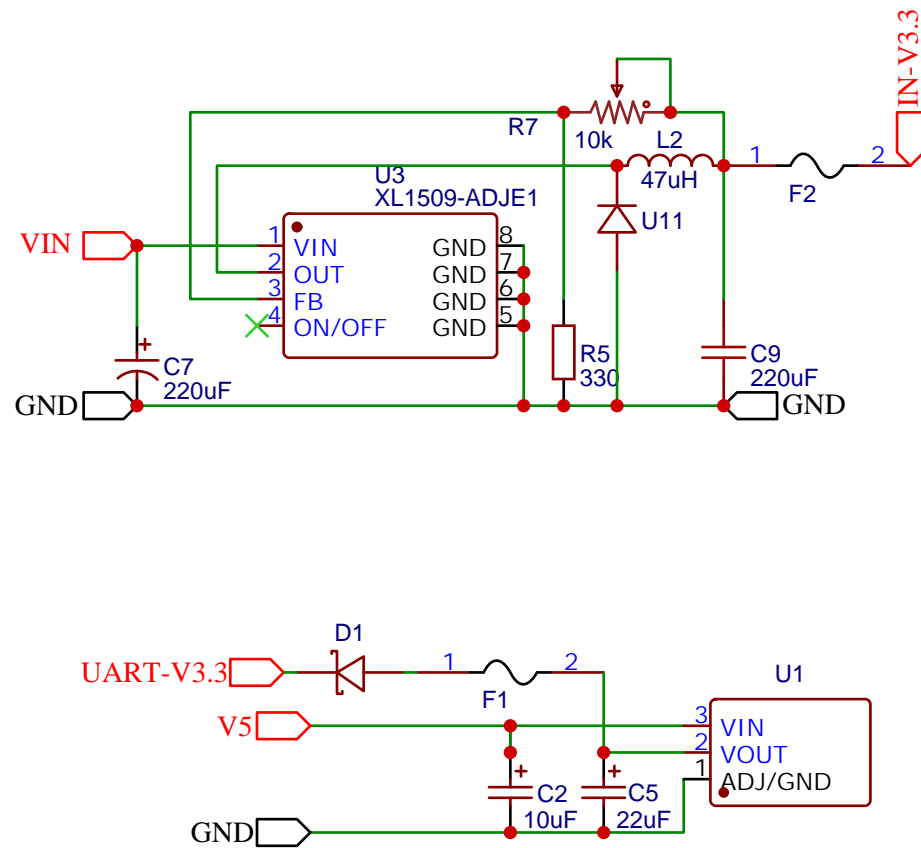 IN-V3.3
R7
10k
L2
47uH
1
2
F2
U3
XL1509-ADJE1
U11
VIN
1
VIN
GND
8
2
OUT
GND
7
3
FB
GND
6
4
ON/OFF
GND
5
+
C7
220uF
R5
330
C9
220uF
GND
GND
D1
UART-V3.3
1
2
F1
U1
V5
3
VIN
2
VOUT
1
ADJ/GND
+
C2
10uF
+
C5
22uF
GND